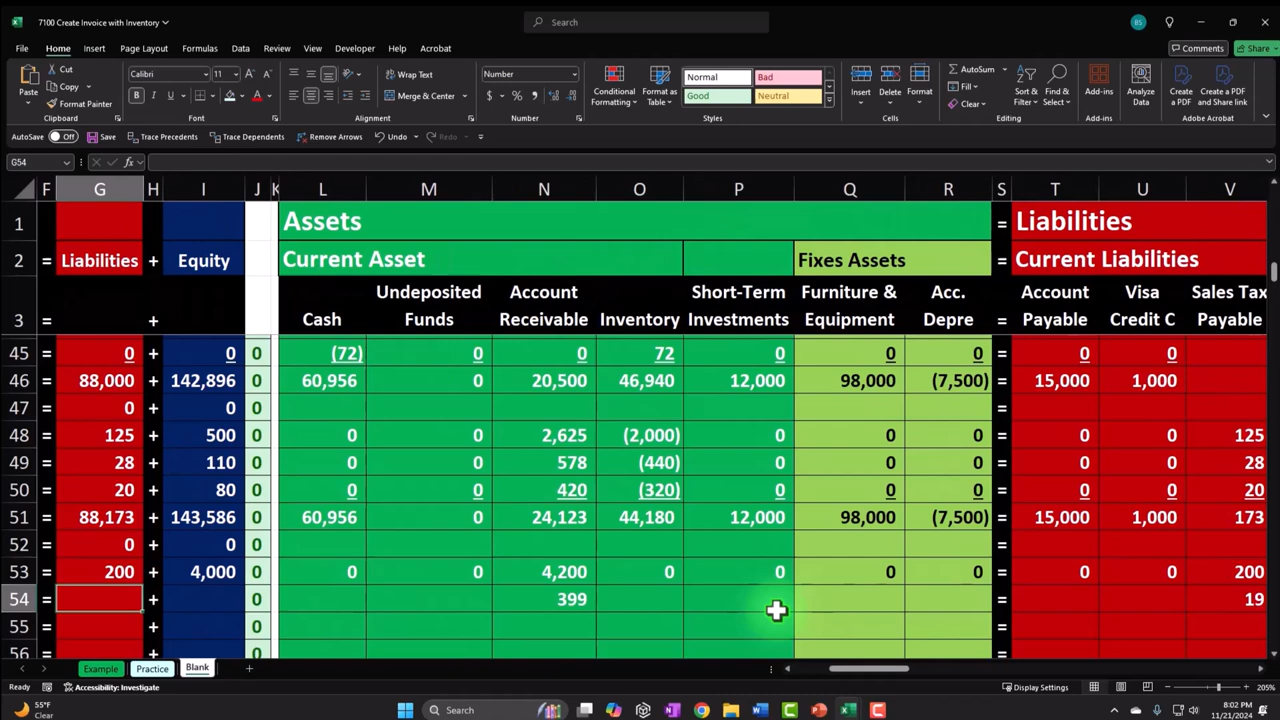 7100 Create Invoice with Inventory
Search
BS
File Home Insert Page Layout Formulas Data Review View Developer Help Acrobat
Comments Share
Paste Cut Copy Format Painter Clipboard
Calibri 11 Font
Wrap Text Merge & Center Alignment
Number Number
Conditional Formatting Format as Table
Normal Bad Good Neutral Styles
Insert Delete Format Cells
AutoSum Fill Clear Sort & Filter Find & Select Editing
Add-ins Add-ins
Analyze Data
Create a PDF Create a PDF and Share link Adobe Acrobat
AutoSave Off Save Trace Precedents Trace Dependents Remove Arrows Undo Redo
G54 fx
F G H I J K L M N O P Q R S T U V
1 Assets = Liabilities
2 = Liabilities + Equity Current Asset Fixes Assets = Current Liabilities
3 = + Cash Undeposited Funds Account Receivable Inventory Short-Term Investments Furniture & Equipment Acc. Depre = Account Payable Visa Credit C Sales Tax Payable
45 = 0 + 0 0 (72) 0 0 72 0 0 0 = 0 0
46 = 88,000 + 142,896 0 60,956 0 20,500 46,940 12,000 98,000 (7,500) = 15,000 1,000
47 = 0 + 0 0 =
48 = 125 + 500 0 0 0 2,625 (2,000) 0 0 0 = 0 0 125
49 = 28 + 110 0 0 0 578 (440) 0 0 0 = 0 0 28
50 = 20 + 80 0 0 0 420 (320) 0 0 0 = 0 0 20
51 = 88,173 + 143,586 0 60,956 0 24,123 44,180 12,000 98,000 (7,500) = 15,000 1,000 173
52 = 0 + 0 0 =
53 = 200 + 4,000 0 0 0 4,200 0 0 0 0 = 0 0 200
54 = + 0 399 = 19
55 = + 0 =
56 = + 0 =
Example Practice Blank
Ready Accessibility: Investigate Display Settings 205%
55°F
Clear
Search
8:02 PM
11/21/2024